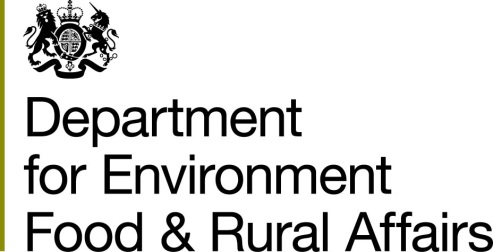 Department
for Environment
Food & Rural Affairs